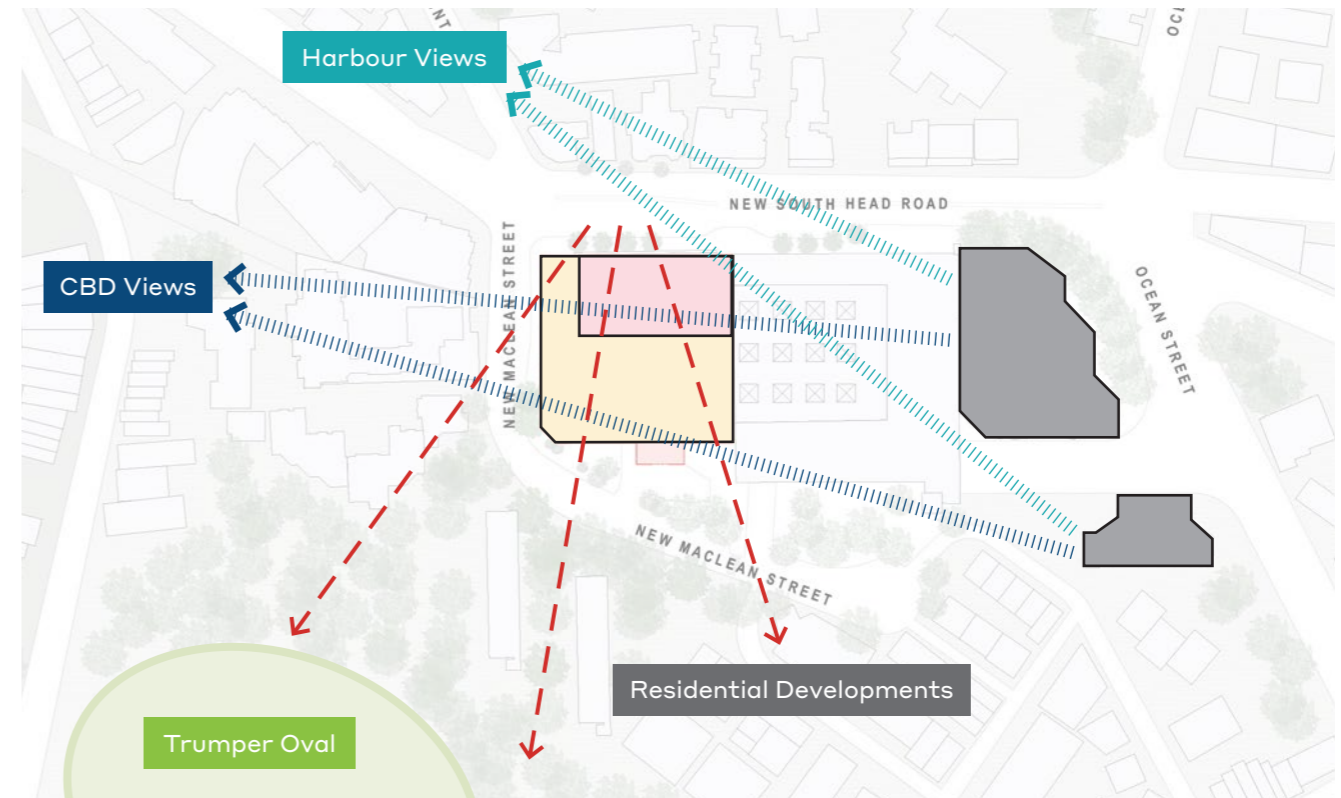 Harbour Views
NEW SOUTH HEAD ROAD
NEW MACLEAN STREET
CBD Views
OCEAN STREET
NEW MACLEAN STREET
Residential Developments
Trumper Oval